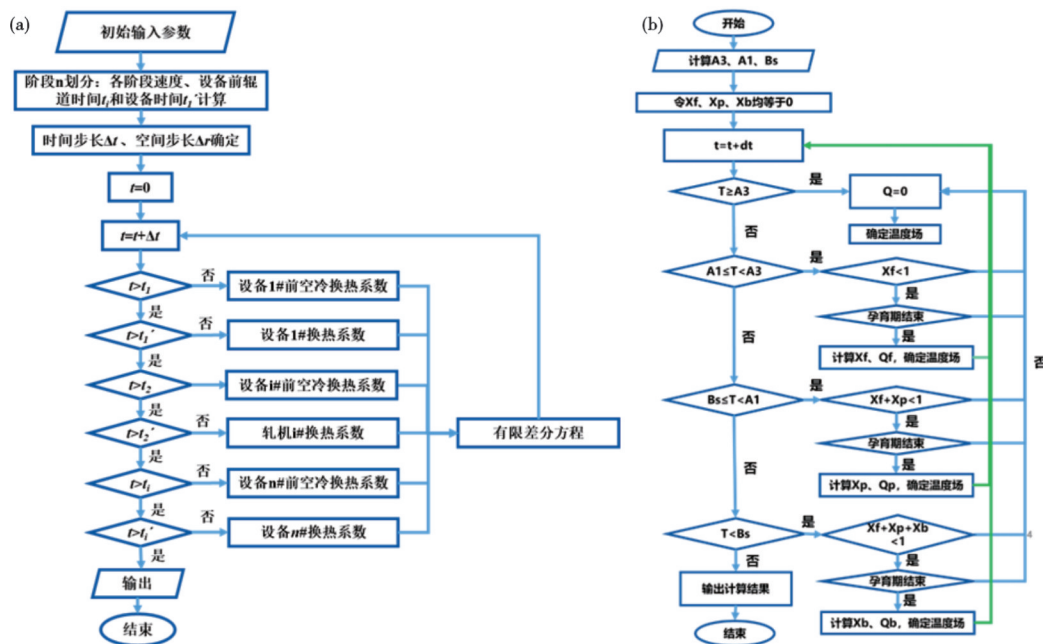 (a)
初始输入参数
阶段n划分：各阶段速度、设备前辊
道时间tᵢ和设备时间t₁´计算
时间步长Δt 、空间步长Δr确定
t=0
t=t+Δt
t>t₁
否
设备1#前空冷换热系数
是
t>t₁´
否
设备1#换热系数
是
t>t₂
设备i#前空冷换热系数
是
t>t₂´
否
轧机i#换热系数
有限差分方程
是
t>tᵢ
否
设备n#前空冷换热系数
是
t>tᵢ´
否
设备n#换热系数
是
输出
结束
(b)
开始
计算A3、A1、Bs
令Xf、Xp、Xb均等于0
t=t+dt
T≥A3
是
Q=0
确定温度场
否
A1≤T<A3
是
Xf<1
是
孕育期结束
是
计算Xf、Qf，确定温度场
否
否
Bs≤T<A1
是
Xf+Xp<1
是
孕育期结束
是
计算Xp、Qp，确定温度场
否
T<Bs
是
Xf+Xp+Xb
<1
4
是
孕育期结束
是
计算Xb、Qb，确定温度场
否
输出计算结果
结束